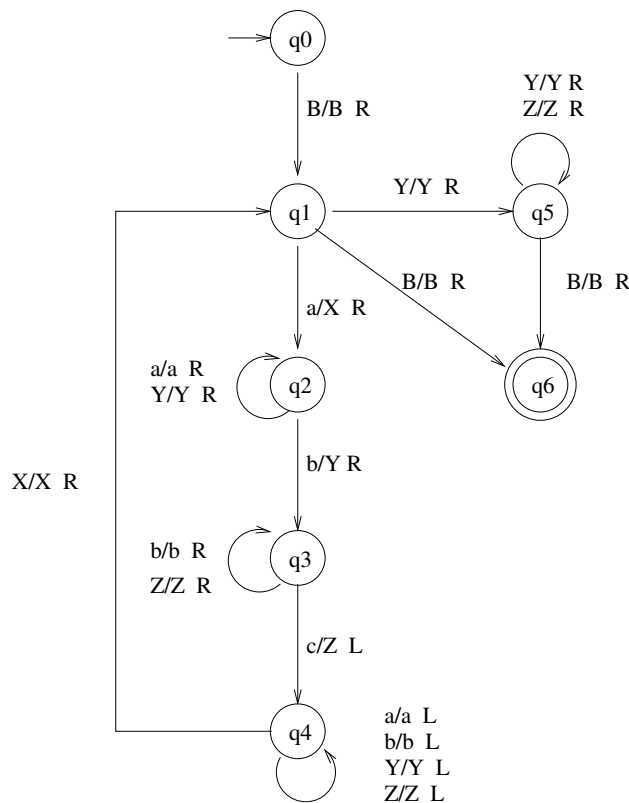 q0
B/B R
Y/Y R
Z/Z R
q1
Y/Y R
q5
B/B R
B/B R
a/X R
a/a R
Y/Y R
q2
q6
b/Y R
X/X R
b/b R
Z/Z R
q3
c/Z L
q4
a/a L
b/b L
Y/Y L
Z/Z L